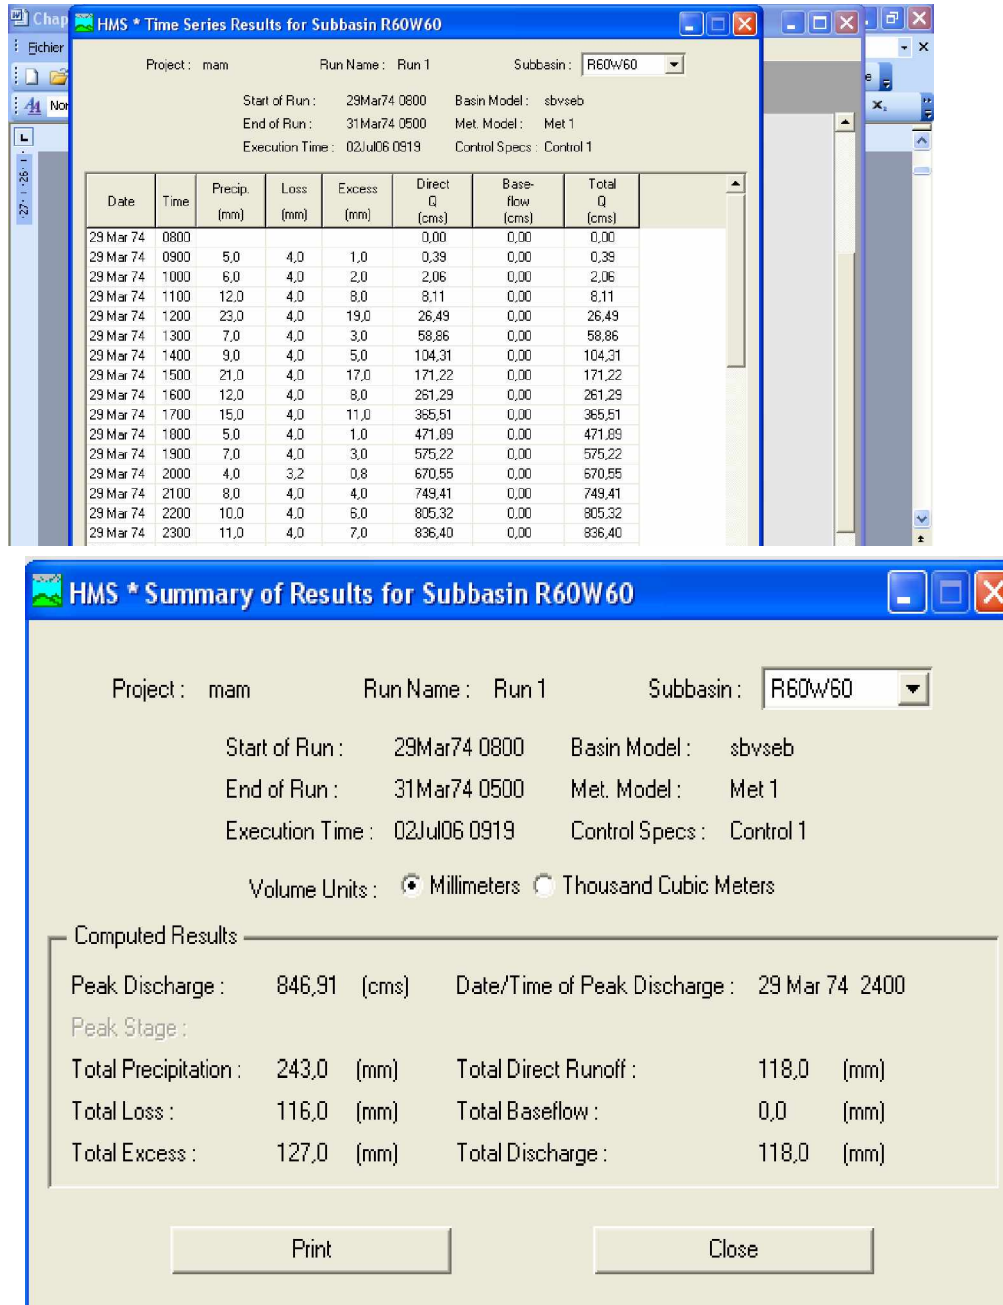 Chap
HMS * Time Series Results for Subbasin R60W60
Fichier
Nor
Project : mam Run Name : Run 1 Subbasin : R60W60
Start of Run : 29Mar74 0800 Basin Model : sbvseb
End of Run : 31Mar74 0500 Met. Model : Met 1
Execution Time : 02Jul06 0919 Control Specs : Control 1
Date Time Precip. (mm) Loss (mm) Excess (mm) Direct Q (cms) Base-flow (cms) Total Q (cms)
29 Mar 74 0800 0,00 0,00 0,00
29 Mar 74 0900 5,0 4,0 1,0 0,39 0,00 0,39
29 Mar 74 1000 6,0 4,0 2,0 2,06 0,00 2,06
29 Mar 74 1100 12,0 4,0 8,0 8,11 0,00 8,11
29 Mar 74 1200 23,0 4,0 19,0 26,49 0,00 26,49
29 Mar 74 1300 7,0 4,0 3,0 58,86 0,00 58,86
29 Mar 74 1400 9,0 4,0 5,0 104,31 0,00 104,31
29 Mar 74 1500 21,0 4,0 17,0 171,22 0,00 171,22
29 Mar 74 1600 12,0 4,0 8,0 261,29 0,00 261,29
29 Mar 74 1700 15,0 4,0 11,0 365,51 0,00 365,51
29 Mar 74 1800 5,0 4,0 1,0 471,89 0,00 471,89
29 Mar 74 1900 7,0 4,0 3,0 575,22 0,00 575,22
29 Mar 74 2000 4,0 3,2 0,8 670,55 0,00 670,55
29 Mar 74 2100 8,0 4,0 4,0 749,41 0,00 749,41
29 Mar 74 2200 10,0 4,0 6,0 805,32 0,00 805,32
29 Mar 74 2300 11,0 4,0 7,0 836,40 0,00 836,40
HMS * Summary of Results for Subbasin R60W60
Project : mam Run Name : Run 1 Subbasin : R60W60
Start of Run : 29Mar74 0800 Basin Model : sbvseb
End of Run : 31Mar74 0500 Met. Model : Met 1
Execution Time : 02Jul06 0919 Control Specs : Control 1
Volume Units : Millimeters Thousand Cubic Meters
Computed Results
Peak Discharge : 846,91 (cms) Date/Time of Peak Discharge : 29 Mar 74 2400
Peak Stage :
Total Precipitation : 243,0 (mm) Total Direct Runoff : 118,0 (mm)
Total Loss : 116,0 (mm) Total Baseflow : 0,0 (mm)
Total Excess : 127,0 (mm) Total Discharge : 118,0 (mm)
Print Close